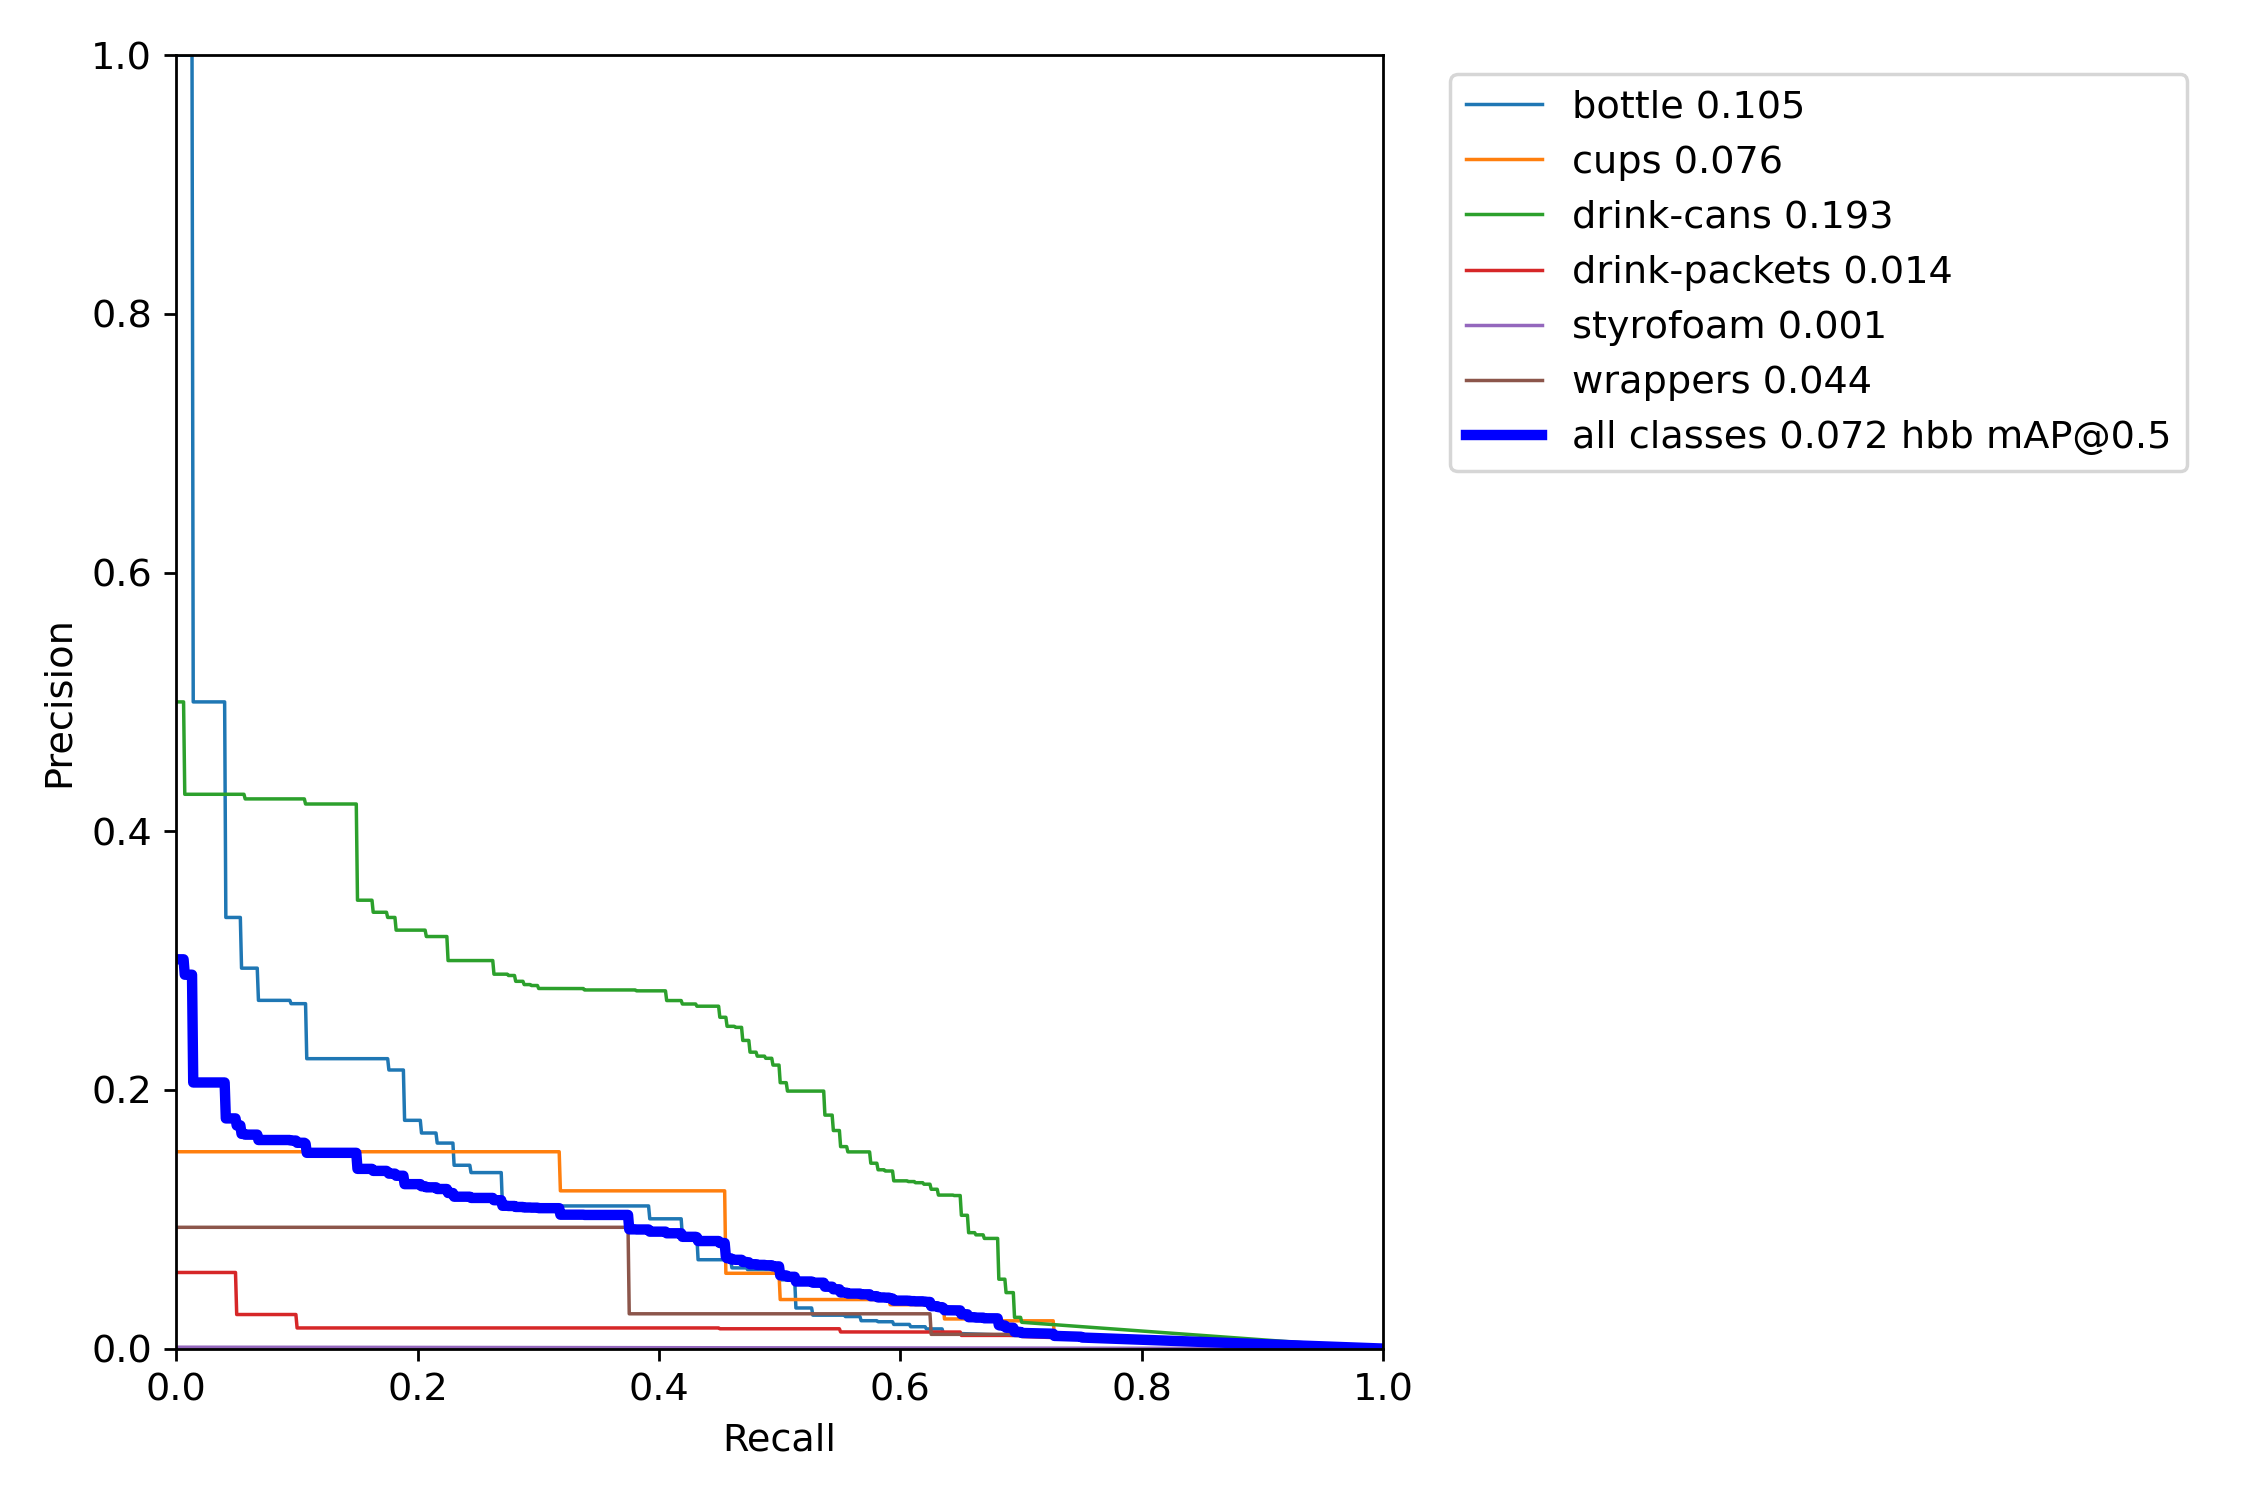 1.0
0.8
0.6
0.4
0.2
0.0
Precision
0.0 0.2 0.4 0.6 0.8 1.0
Recall
bottle 0.105
cups 0.076
drink-cans 0.193
drink-packets 0.014
styrofoam 0.001
wrappers 0.044
all classes 0.072 hbb mAP@0.5